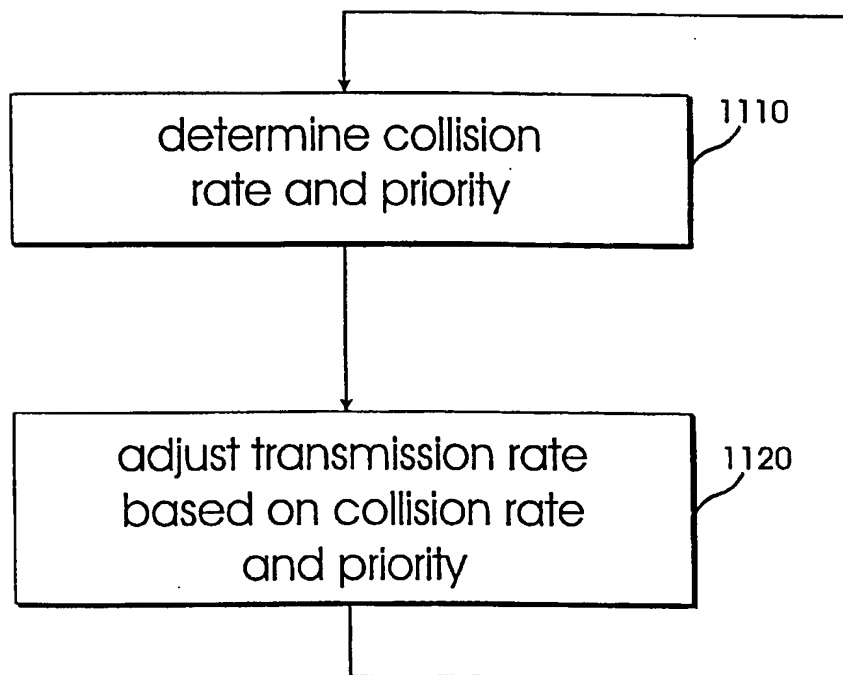 determine collision
rate and priority
1110
adjust transmission rate
based on collision rate
and priority
1120